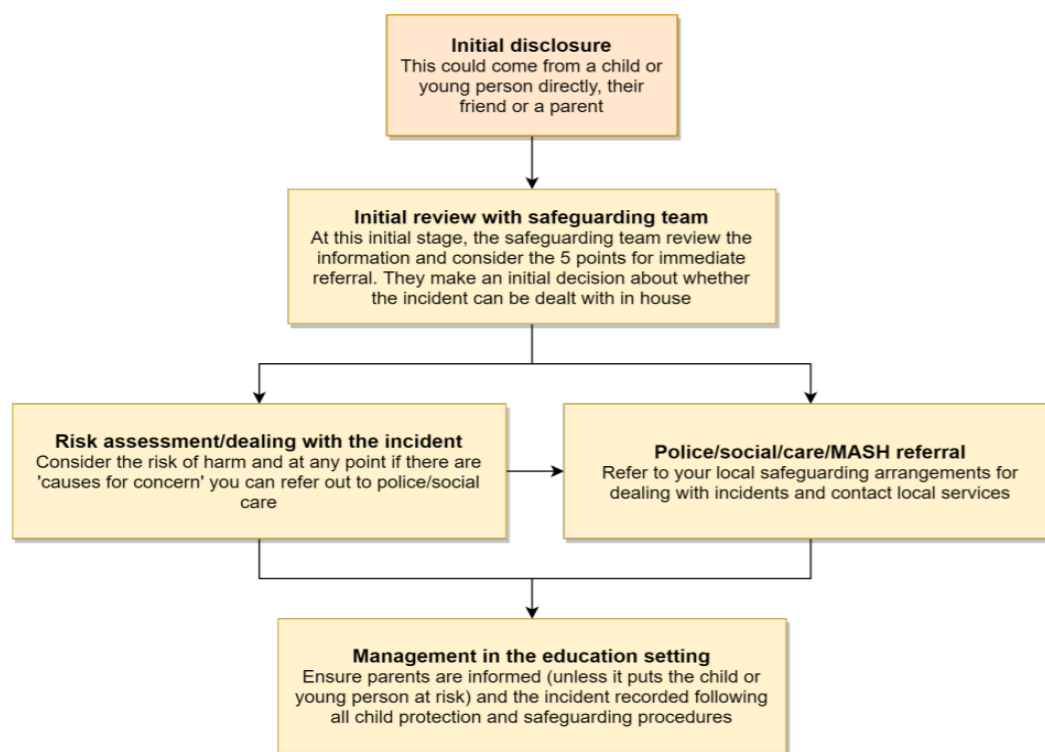 Initial disclosure
This could come from a child or
young person directly, their
friend or a parent
Initial review with safeguarding team
At this initial stage, the safeguarding team review the
information and consider the 5 points for immediate
referral. They make an initial decision about whether
the incident can be dealt with in house
Risk assessment/dealing with the incident
Consider the risk of harm and at any point if there are
'causes for concern' you can refer out to police/social
care
Police/social/care/MASH referral
Refer to your local safeguarding arrangements for
dealing with incidents and contact local services
Management in the education setting
Ensure parents are informed (unless it puts the child or
young person at risk) and the incident recorded following
all child protection and safeguarding procedures